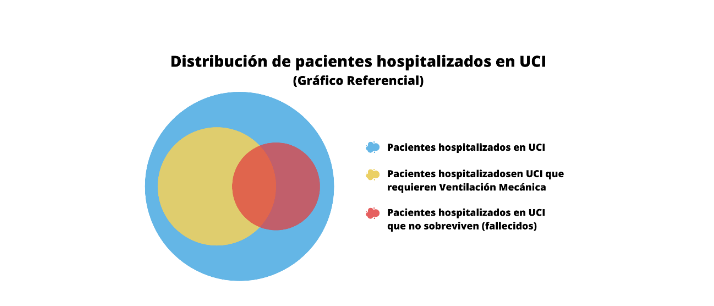 Distribución de pacientes hospitalizados en UCI
(Gráfico Referencial)
Pacientes hospitalizados en UCI
Pacientes hospitalizadosen UCI que
requieren Ventilación Mecánica
Pacientes hospitalizados en UCI
que no sobreviven (fallecidos)